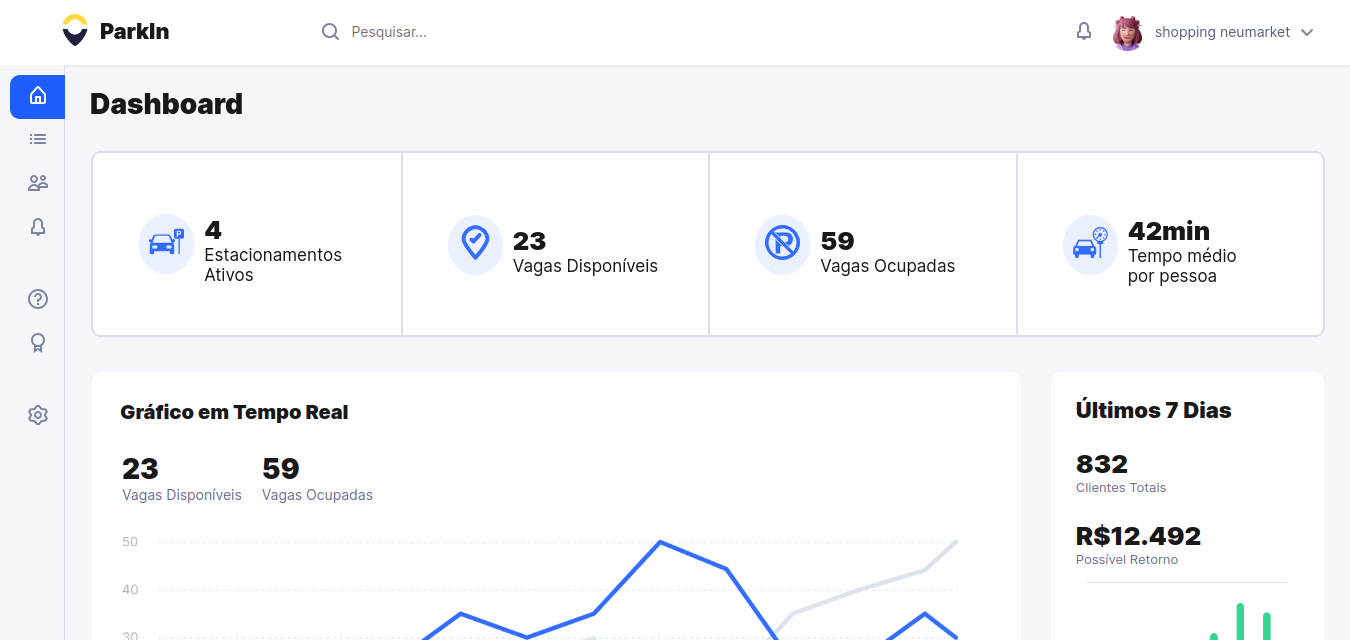 ParkIn
Pesquisar...
shopping neumarket
Dashboard
4
Estacionamentos
Ativos
23
Vagas Disponíveis
59
Vagas Ocupadas
42min
Tempo médio
por pessoa
P
Gráfico em Tempo Real
23
Vagas Disponíveis
59
Vagas Ocupadas
50
40
30
Últimos 7 Dias
832
Clientes Totais
R$12.492
Possível Retorno